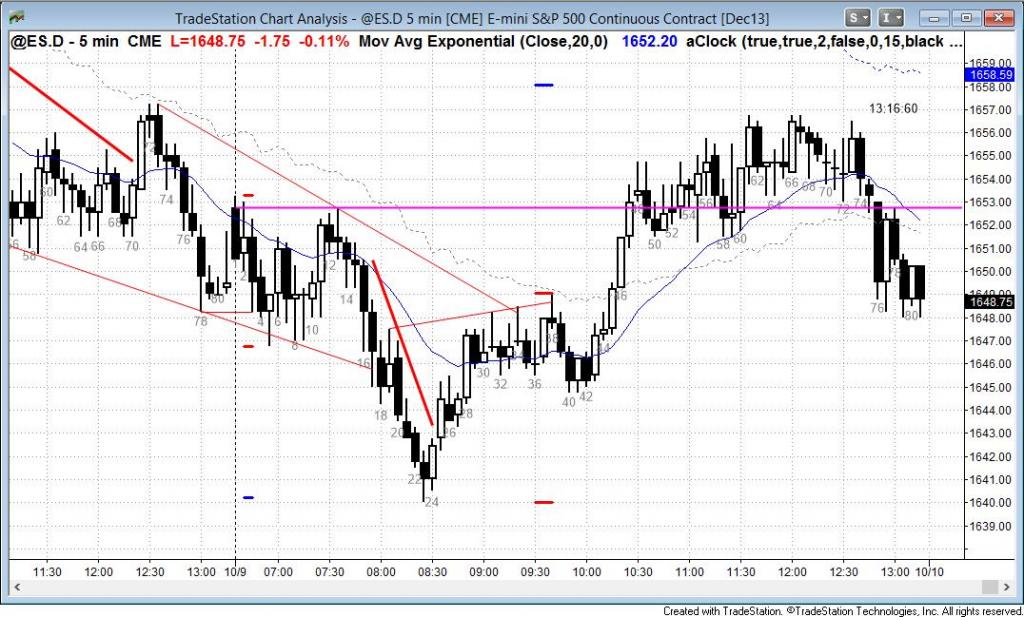 TradeStation Chart Analysis - @ES.D 5 min [CME] E-mini S&P 500 Continuous Contract [Dec13]
S I
@ES.D - 5 min CME L=1648.75 -1.75 -0.11% Mov Avg Exponential (Close,20,0) 1652.20 aClock (true,true,2,false,0,15,black ...
1659.00
1658.59
1658.00
13:16:60
1657.00
1656.00
72
1655.00
60 62 66 68 70
1654.00
74 64 72 74
1653.00
62 68 56 54
1652.00
64 66 70 76 52 50 58 60
1651.00
58 2 12
1650.00
80 14 46
78 4 6 10 76
1648.75
80
1648.00
38
1647.00
8 44
1646.00
16 30 32 36
1645.00
18 40 42
1644.00
28
1643.00
20 26
1642.00
22
1641.00
24
1640.00
1639.00
11:30 12:00 12:30 13:00 10/9 07:00 07:30 08:00 08:30 09:00 09:30 10:00 10:30 11:00 11:30 12:00 12:30 13:00 10/10
Created with TradeStation. ©TradeStation Technologies, Inc. All rights reserved.